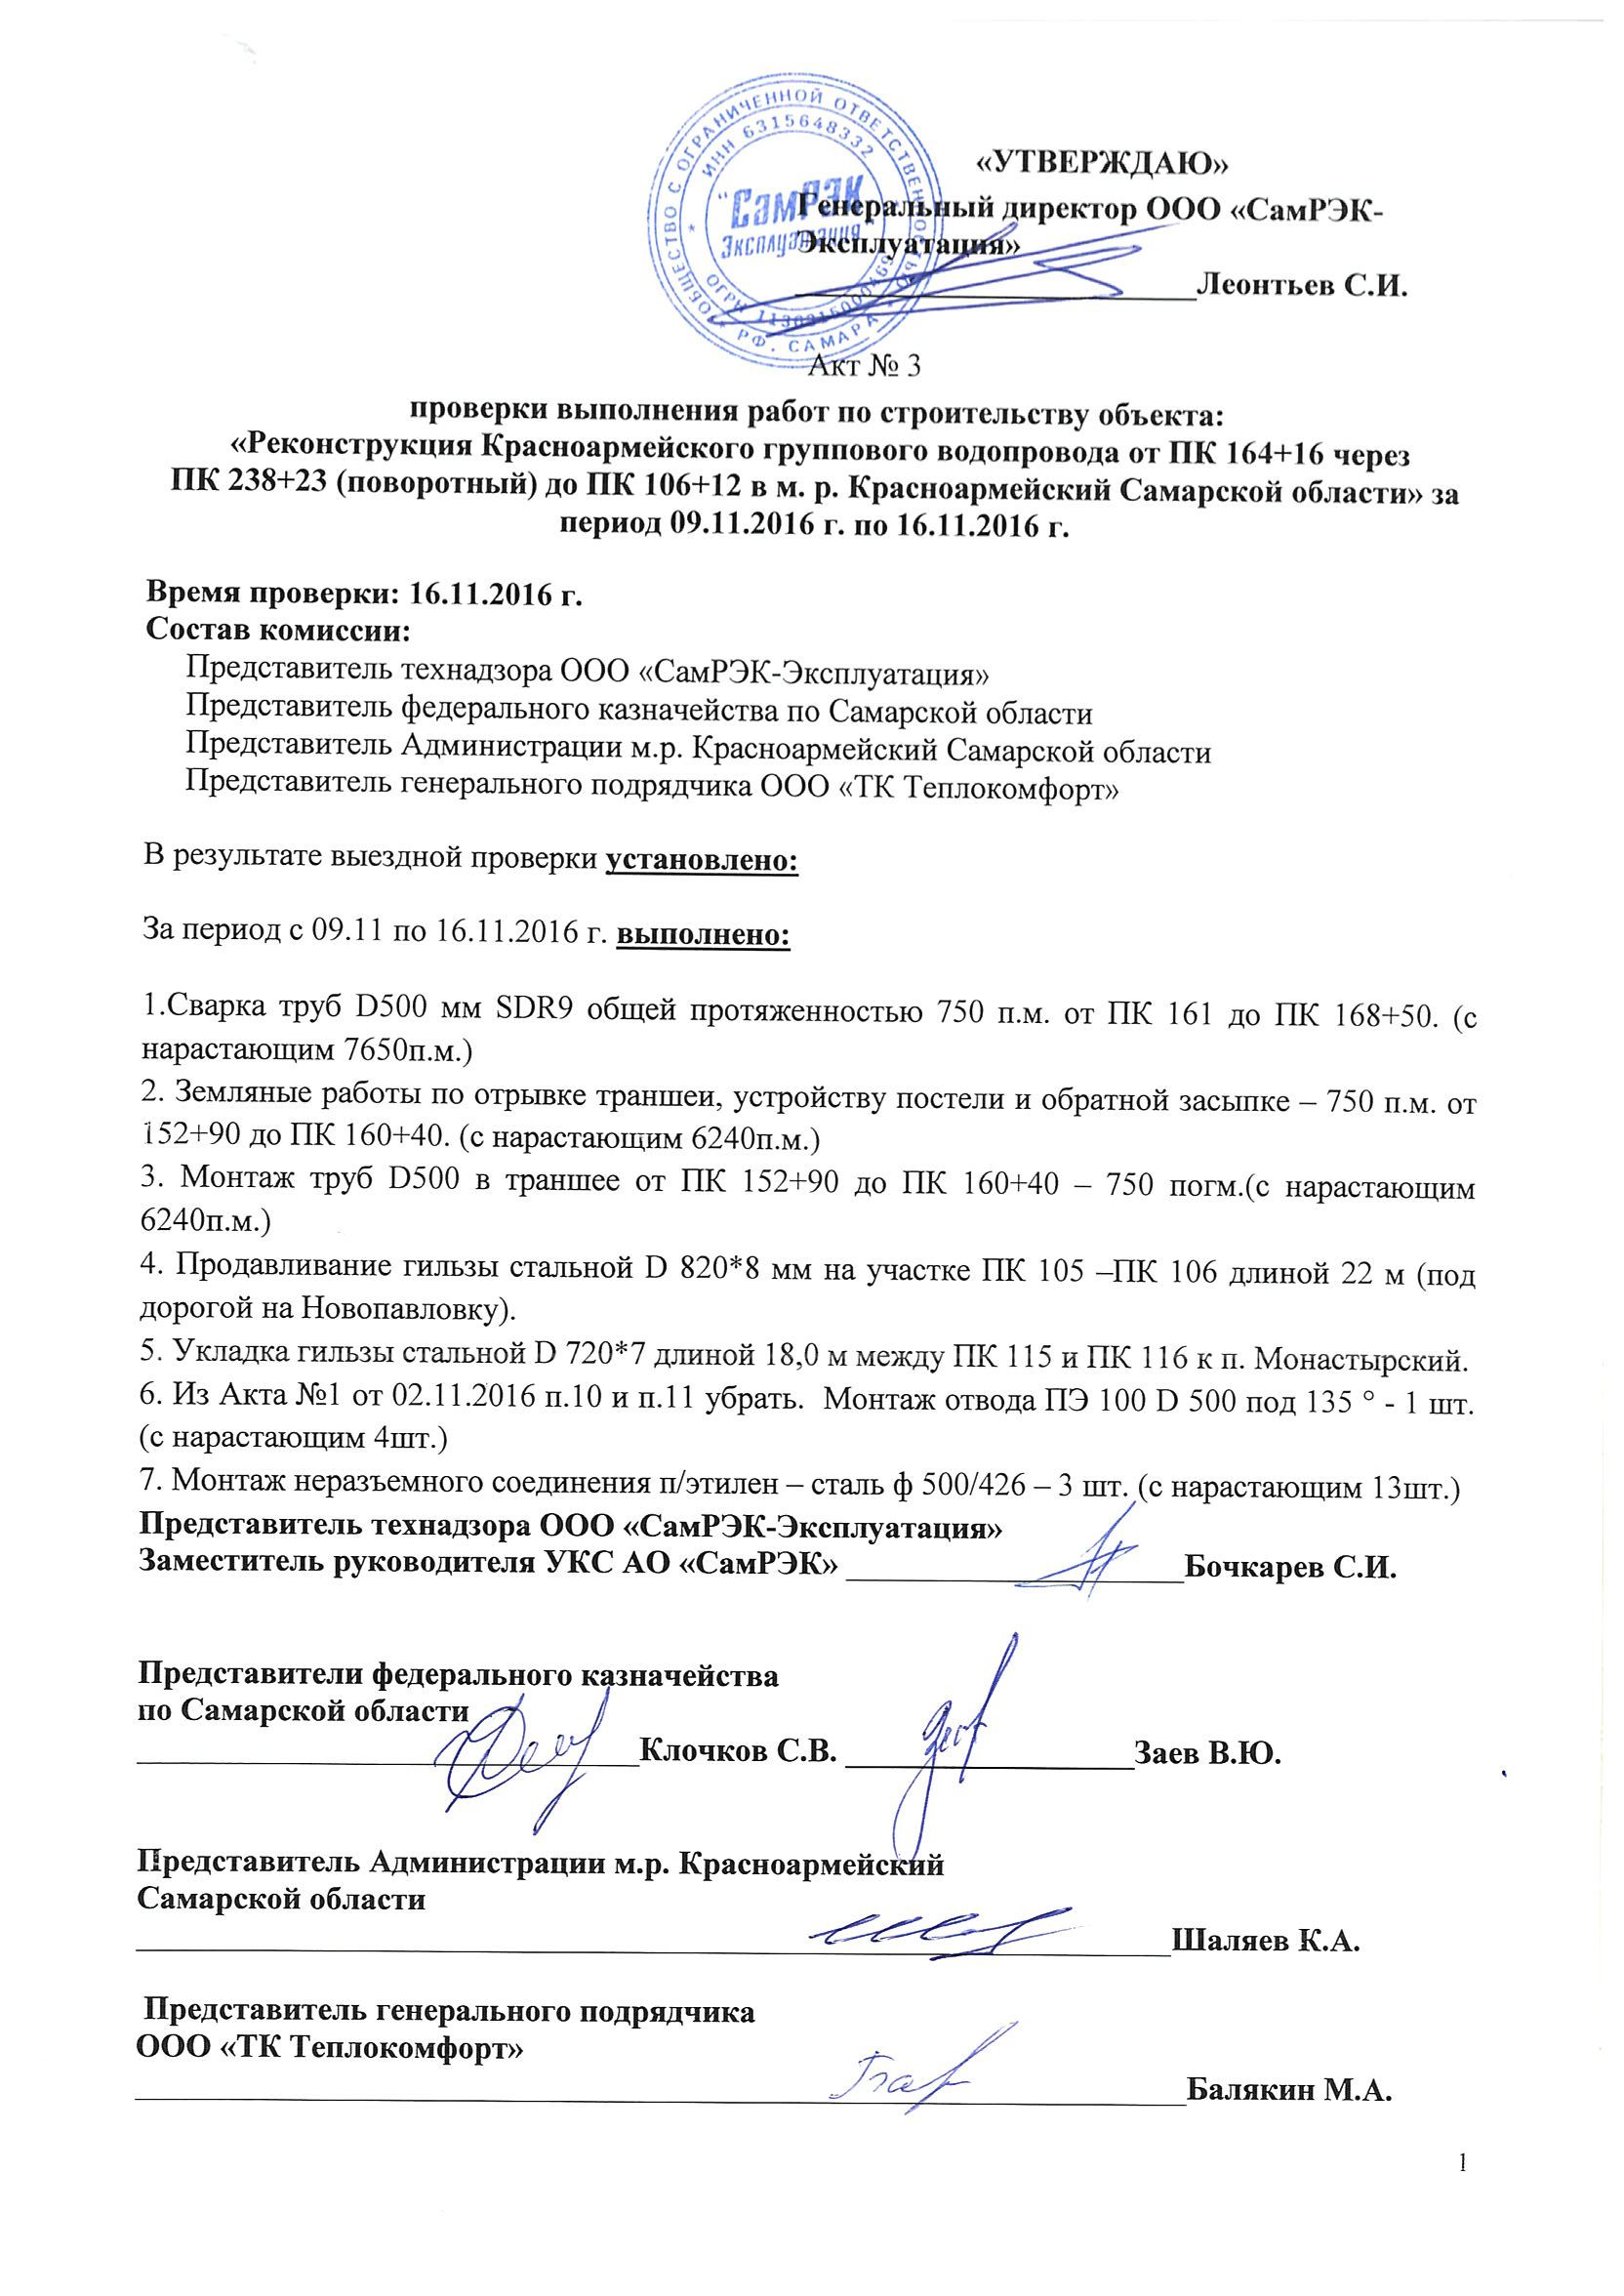 ОБЩЕСТВО С ОГРАНИЧЕННОЙ ОТВЕТСТВЕННОСТЬЮ
ИНН 6315648332
"СамРЭК
Эксплуатация"
ОГРН
РФ. САМАРА
«УТВЕРЖДАЮ»
Генеральный директор ООО «СамРЭК-
Эксплуатация»
Леонтьев С.И.
Акт № 3
проверки выполнения работ по строительству объекта:
«Реконструкция Красноармейского группового водопровода от ПК 164+16 через
ПК 238+23 (поворотный) до ПК 106+12 в м. р. Красноармейский Самарской области» за
период 09.11.2016 г. по 16.11.2016 г.
Время проверки: 16.11.2016 г.
Состав комиссии:
Представитель технадзора ООО «СамРЭК-Эксплуатация»
Представитель федерального казначейства по Самарской области
Представитель Администрации м.р. Красноармейский Самарской области
Представитель генерального подрядчика ООО «ТК Теплокомфорт»
В результате выездной проверки установлено:
За период с 09.11 по 16.11.2016 г. выполнено:
1.Сварка труб D500 мм SDR9 общей протяженностью 750 п.м. от ПК 161 до ПК 168+50. (с
нарастающим 7650п.м.)
2. Земляные работы по отрывке траншеи, устройству постели и обратной засыпке – 750 п.м. от
152+90 до ПК 160+40. (с нарастающим 6240п.м.)
3. Монтаж труб D500 в траншее от ПК 152+90 до ПК 160+40 – 750 погм.(с нарастающим
6240п.м.)
4. Продавливание гильзы стальной D 820*8 мм на участке ПК 105 –ПК 106 длиной 22 м (под
дорогой на Новопавловку).
5. Укладка гильзы стальной D 720*7 длиной 18,0 м между ПК 115 и ПК 116 к п. Монастырский.
6. Из Акта №1 от 02.11.2016 п.10 и п.11 убрать. Монтаж отвода ПЭ 100 D 500 под 135 ° - 1 шт.
(с нарастающим 4шт.)
7. Монтаж неразъемного соединения п/этилен – сталь ф 500/426 – 3 шт. (с нарастающим 13шт.)
Представитель технадзора ООО «СамРЭК-Эксплуатация»
Заместитель руководителя УКС АО «СамРЭК» Бочкарев С.И.
Представители федерального казначейства
по Самарской области
Клочков С.В. Заев В.Ю.
Представитель Администрации м.р. Красноармейский
Самарской области
Шаляев К.А.
Представитель генерального подрядчика
ООО «ТК Теплокомфорт»
Балякин М.А.
1